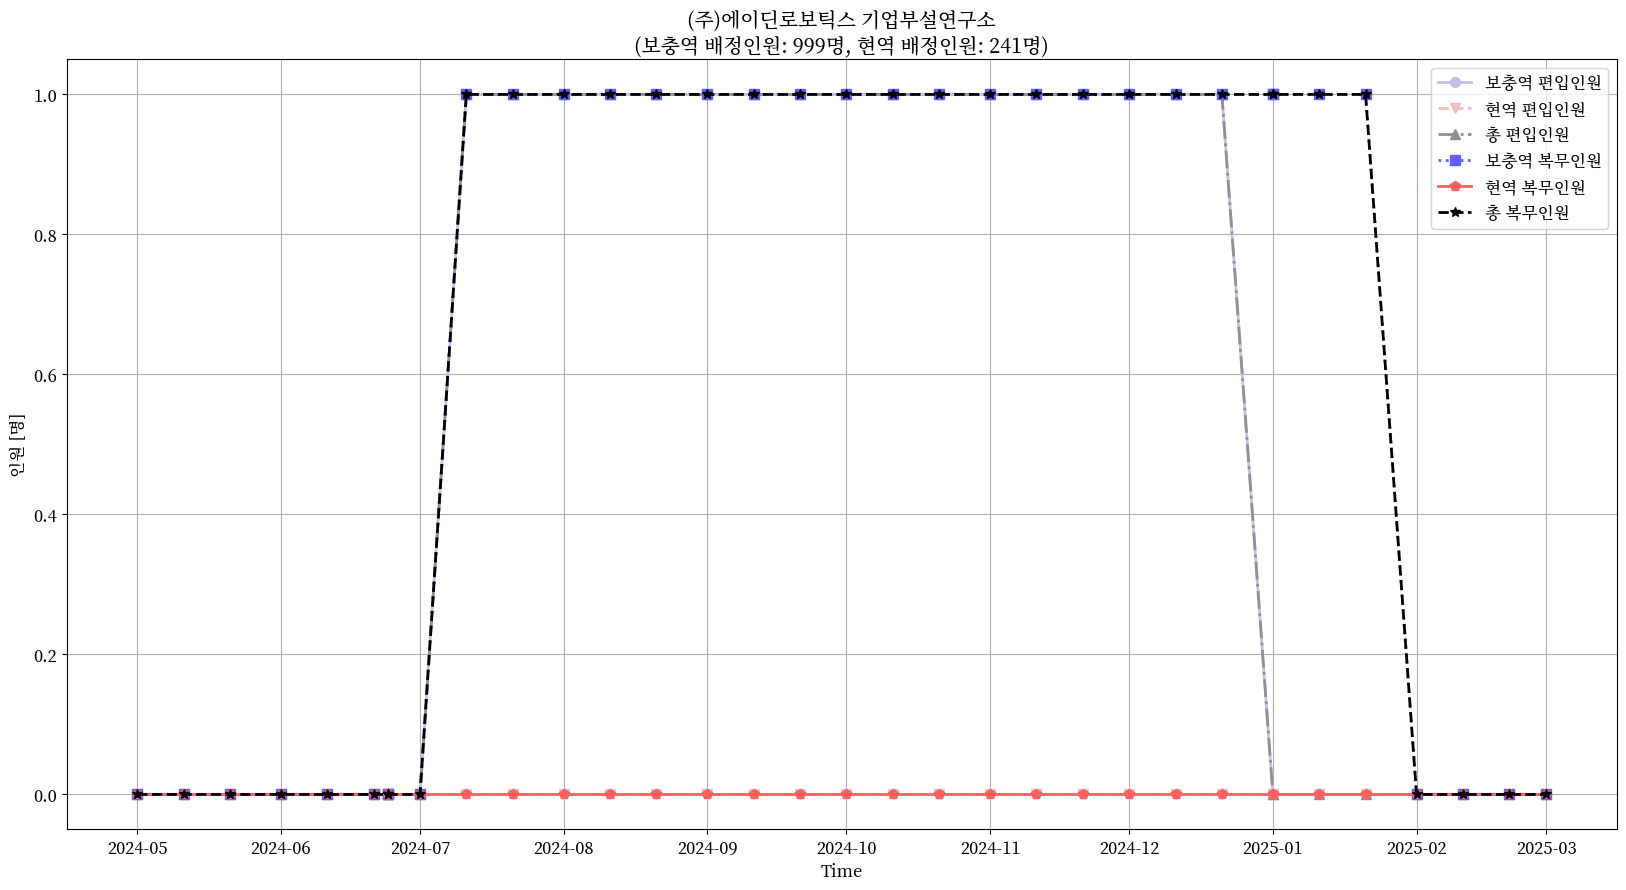 (주)에이딘로보틱스 기업부설연구소
(보충역 배정인원: 999명, 현역 배정인원: 241명)
보충역 편입인원
현역 편입인원
총 편입인원
보충역 복무인원
현역 복무인원
총 복무인원
인원 [명]
1.0
0.8
0.6
0.4
0.2
0.0
2024-05 2024-06 2024-07 2024-08 2024-09 2024-10 2024-11 2024-12 2025-01 2025-02 2025-03
Time